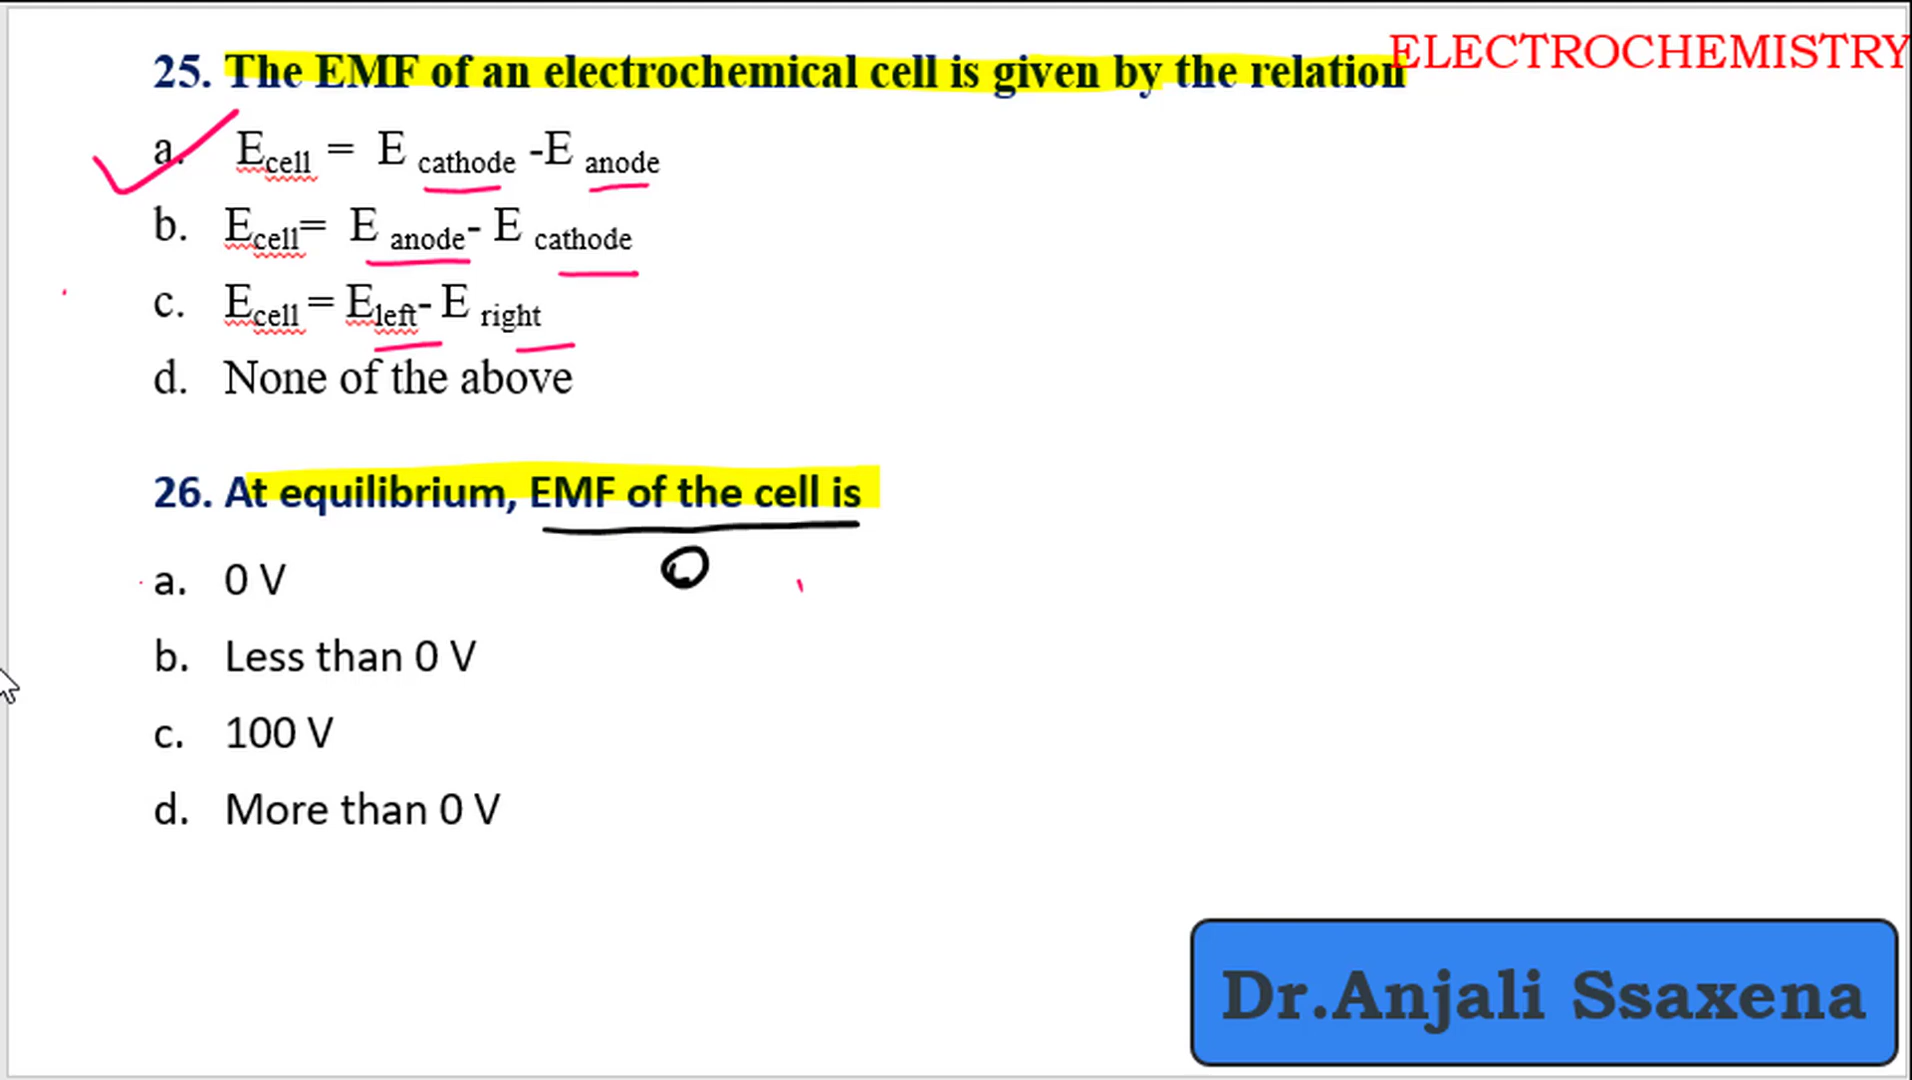 ELECTROCHEMISTRY
25. The EMF of an electrochemical cell is given by the relation
a. Ecell = E cathode -E anode
b. Ecell= E anode- E cathode
c. Ecell = Eleft- E right
d. None of the above
26. At equilibrium, EMF of the cell is
0
a. 0 V
b. Less than 0 V
c. 100 V
d. More than 0 V
Dr.Anjali Ssaxena